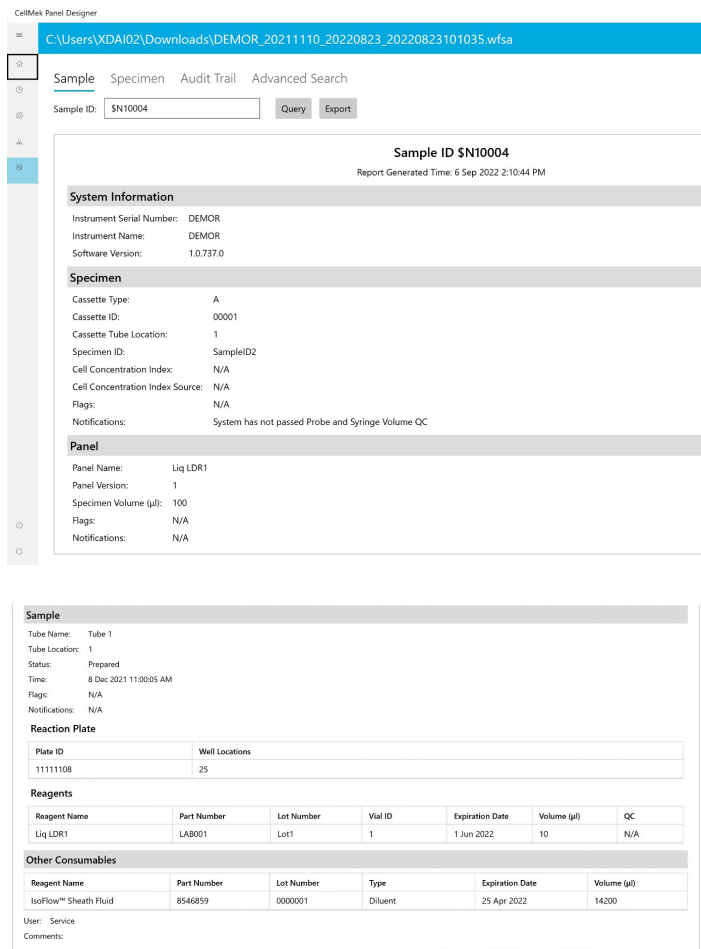 CellMek Panel Designer
C:\Users\XDAI02\Downloads\DEMOR_20211110_20220823_20220823101035.wfsa
Sample Specimen Audit Trail Advanced Search
Sample ID: $N10004 Query Export
Sample ID $N10004
Report Generated Time: 6 Sep 2022 2:10:44 PM
System Information
Instrument Serial Number: DEMOR
Instrument Name: DEMOR
Software Version: 1.0.737.0
Specimen
Cassette Type: A
Cassette ID: 00001
Cassette Tube Location: 1
Specimen ID: SampleID2
Cell Concentration Index: N/A
Cell Concentration Index Source: N/A
Flags: N/A
Notifications: System has not passed Probe and Syringe Volume QC
Panel
Panel Name: Liq LDR1
Panel Version: 1
Specimen Volume (µl): 100
Flags: N/A
Notifications: N/A
Sample
Tube Name: Tube 1
Tube Location: 1
Status: Prepared
Time: 8 Dec 2021 11:00:05 AM
Flags: N/A
Notifications: N/A
Reaction Plate
Plate ID Well Locations
11111108 25
Reagents
Reagent Name Part Number Lot Number Vial ID Expiration Date Volume (µl) QC
Liq LDR1 LAB001 Lot1 1 1 Jun 2022 10 N/A
Other Consumables
Reagent Name Part Number Lot Number Type Expiration Date Volume (µl)
IsoFlow™ Sheath Fluid 8546859 0000001 Diluent 25 Apr 2022 14200
User: Service
Comments: